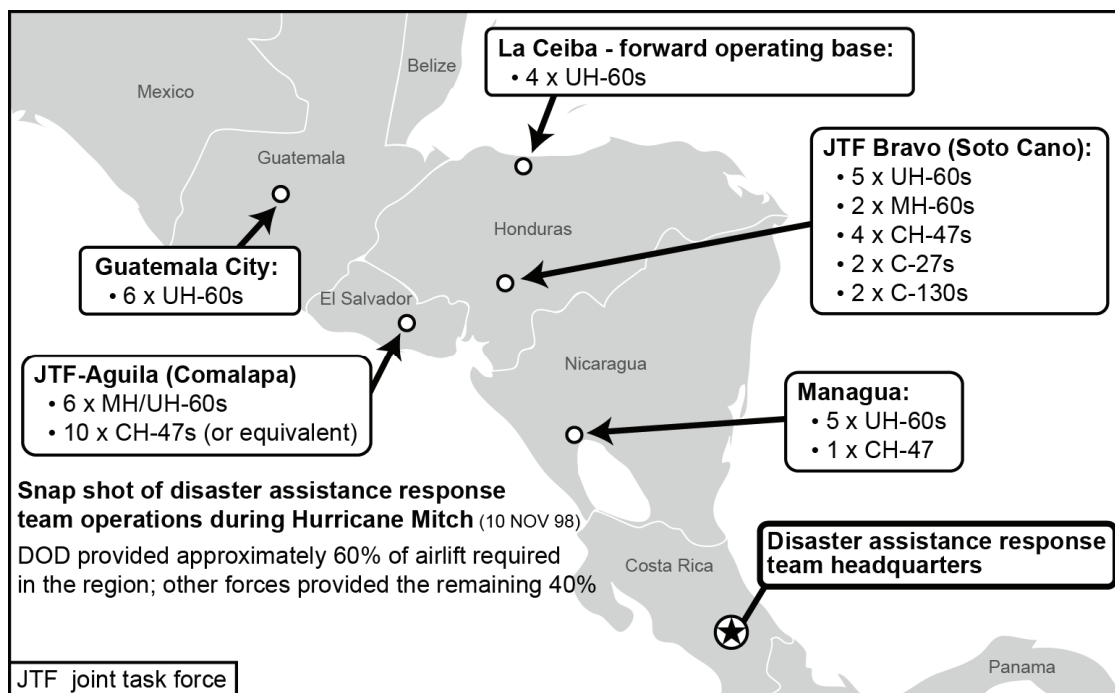 La Ceiba - forward operating base:
• 4 x UH-60s
Belize
Mexico
Guatemala
JTF Bravo (Soto Cano):
• 5 x UH-60s
• 2 x MH-60s
• 4 x CH-47s
• 2 x C-27s
• 2 x C-130s
Honduras
Guatemala City:
• 6 x UH-60s
El Salvador
JTF-Aguila (Comalapa)
• 6 x MH/UH-60s
• 10 x CH-47s (or equivalent)
Nicaragua
Managua:
• 5 x UH-60s
• 1 x CH-47
Snap shot of disaster assistance response
team operations during Hurricane Mitch (10 NOV 98)
DOD provided approximately 60% of airlift required
in the region; other forces provided the remaining 40%
Disaster assistance response
team headquarters
Costa Rica
Panama
JTF joint task force